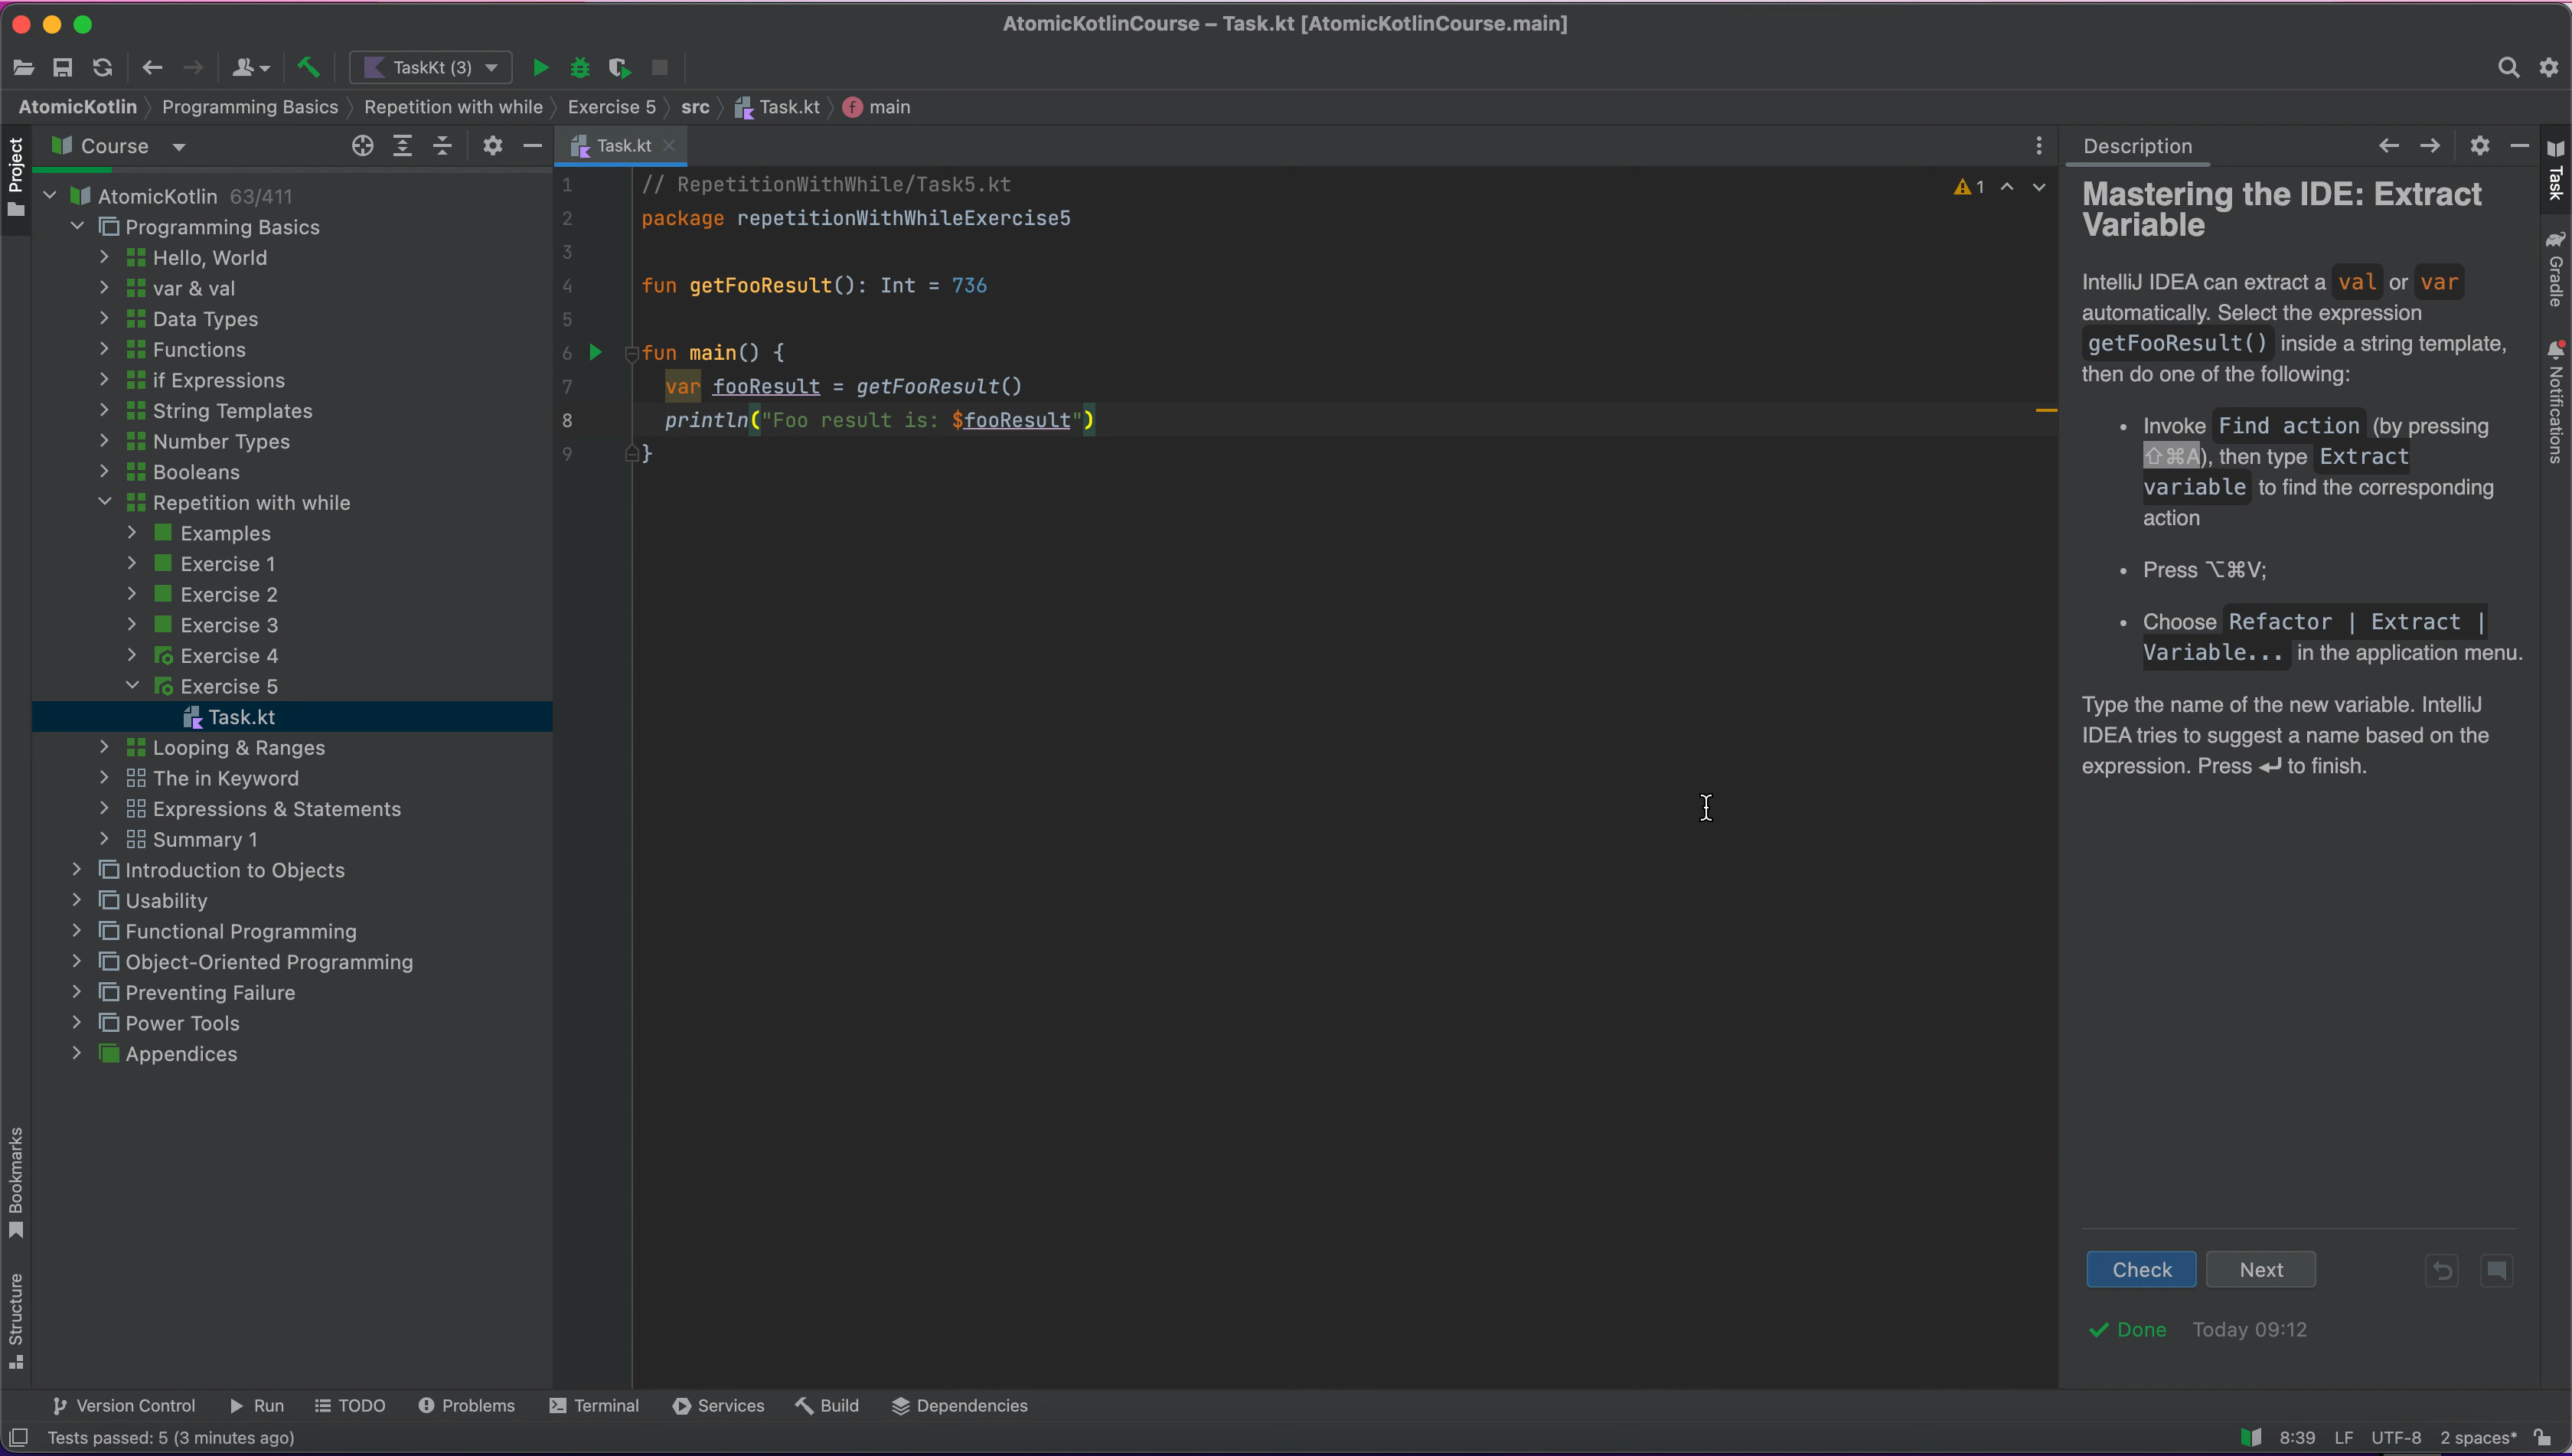 AtomicKotlinCourse – Task.kt [AtomicKotlinCourse.main]
TaskKt (3)
AtomicKotlin Programming Basics Repetition with while Exercise 5 src Task.kt f main
Project
Course
Task.kt
Description
Task
AtomicKotlin 63/411
Programming Basics
Hello, World
var & val
Data Types
Functions
if Expressions
String Templates
Number Types
Booleans
Repetition with while
Examples
Exercise 1
Exercise 2
Exercise 3
Exercise 4
Exercise 5
Task.kt
Looping & Ranges
The in Keyword
Expressions & Statements
Summary 1
Introduction to Objects
Usability
Functional Programming
Object-Oriented Programming
Preventing Failure
Power Tools
Appendices
Bookmarks
Structure
1 // RepetitionWithWhile/Task5.kt
2 package repetitionWithWhileExercise5
3
4 fun getFooResult(): Int = 736
5
6 fun main() {
7 var fooResult = getFooResult()
8 println("Foo result is: $fooResult")
9 }
1
Mastering the IDE: Extract
Variable
IntelliJ IDEA can extract a val or var
automatically. Select the expression
getFooResult() inside a string template,
then do one of the following:
• Invoke Find action (by pressing
⇧⌘A), then type Extract
variable to find the corresponding
action
• Press ⌥⌘V;
• Choose Refactor | Extract |
Variable... in the application menu.
Type the name of the new variable. IntelliJ
IDEA tries to suggest a name based on the
expression. Press ↵ to finish.
Check Next
Done Today 09:12
Gradle
Notifications
Version Control Run TODO Problems Terminal Services Build Dependencies
Tests passed: 5 (3 minutes ago)
8:39 LF UTF-8 2 spaces*